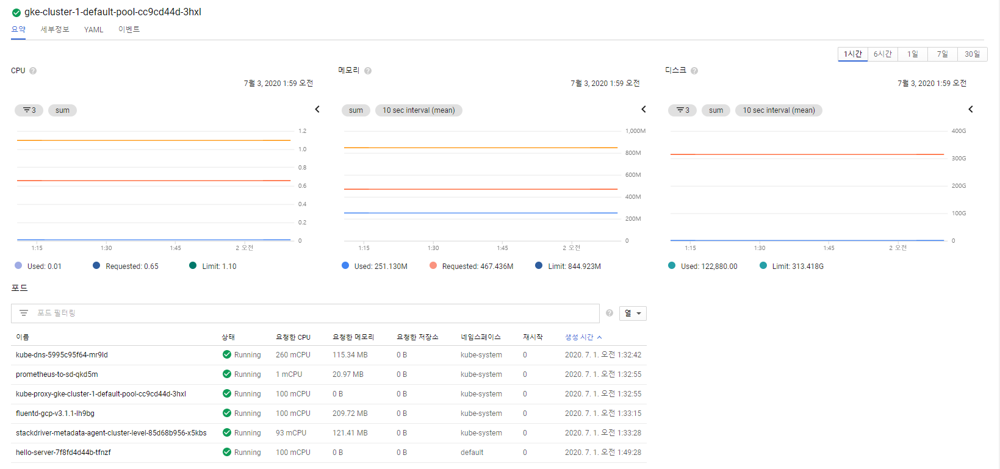 gke-cluster-1-default-pool-cc9cd44d-3hxl
요약 세부정보 YAML 이벤트
1시간 6시간 1일 7일 30일
CPU
7월 3, 2020 1:59 오전
3 sum
1.2
1.0
0.8
0.6
0.4
0.2
0
1:15 1:30 1:45 2 오전
Used: 0.01 Requested: 0.65 Limit: 1.10
메모리
7월 3, 2020 1:59 오전
sum 10 sec interval (mean)
1,000M
800M
600M
400M
200M
0
1:15 1:30 1:45 2 오전
Used: 251.130M Requested: 467.436M Limit: 844.923M
디스크
7월 3, 2020 1:59 오전
3 sum 10 sec interval (mean)
400G
300G
200G
100G
0
1:15 1:30 1:45 2 오전
Used: 122,880.00 Limit: 313.418G
포드
포드 필터링
열
이름 상태 요청한 CPU 요청한 메모리 요청한 저장소 네임스페이스 재시작 생성 시간
kube-dns-5995c95f64-mr9ld Running 260 mCPU 115.34 MB 0 B kube-system 0 2020. 7. 1. 오전 1:32:42
prometheus-to-sd-qkd5m Running 1 mCPU 20.97 MB 0 B kube-system 0 2020. 7. 1. 오전 1:32:55
kube-proxy-gke-cluster-1-default-pool-cc9cd44d-3hxl Running 100 mCPU 0 B 0 B kube-system 0 2020. 7. 1. 오전 1:32:55
fluentd-gcp-v3.1.1-lh9bg Running 100 mCPU 209.72 MB 0 B kube-system 0 2020. 7. 1. 오전 1:33:15
stackdriver-metadata-agent-cluster-level-85d68b956-x5kbs Running 93 mCPU 121.41 MB 0 B kube-system 0 2020. 7. 1. 오전 1:33:28
hello-server-7f8fd4d44b-tfnzf Running 100 mCPU 0 B 0 B default 0 2020. 7. 1. 오전 1:49:28